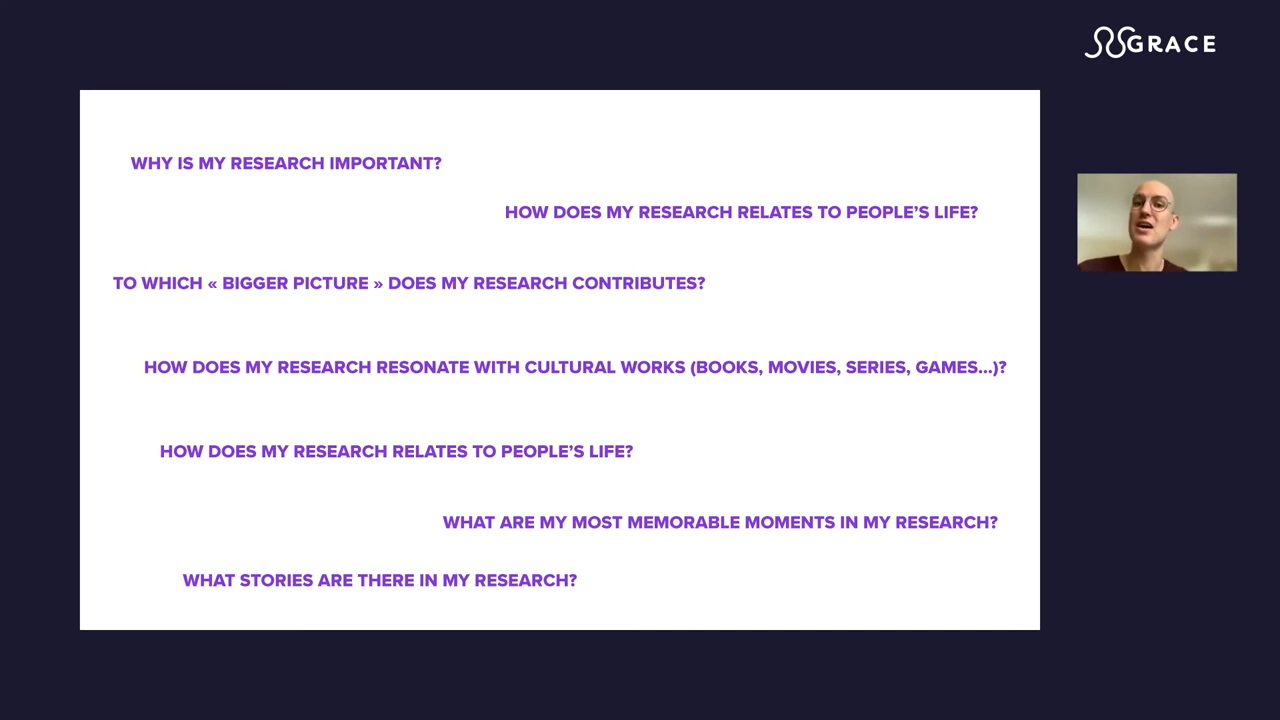 GRACE
WHY IS MY RESEARCH IMPORTANT?
HOW DOES MY RESEARCH RELATES TO PEOPLE’S LIFE?
TO WHICH « BIGGER PICTURE » DOES MY RESEARCH CONTRIBUTES?
HOW DOES MY RESEARCH RESONATE WITH CULTURAL WORKS (BOOKS, MOVIES, SERIES, GAMES...)?
HOW DOES MY RESEARCH RELATES TO PEOPLE’S LIFE?
WHAT ARE MY MOST MEMORABLE MOMENTS IN MY RESEARCH?
WHAT STORIES ARE THERE IN MY RESEARCH?